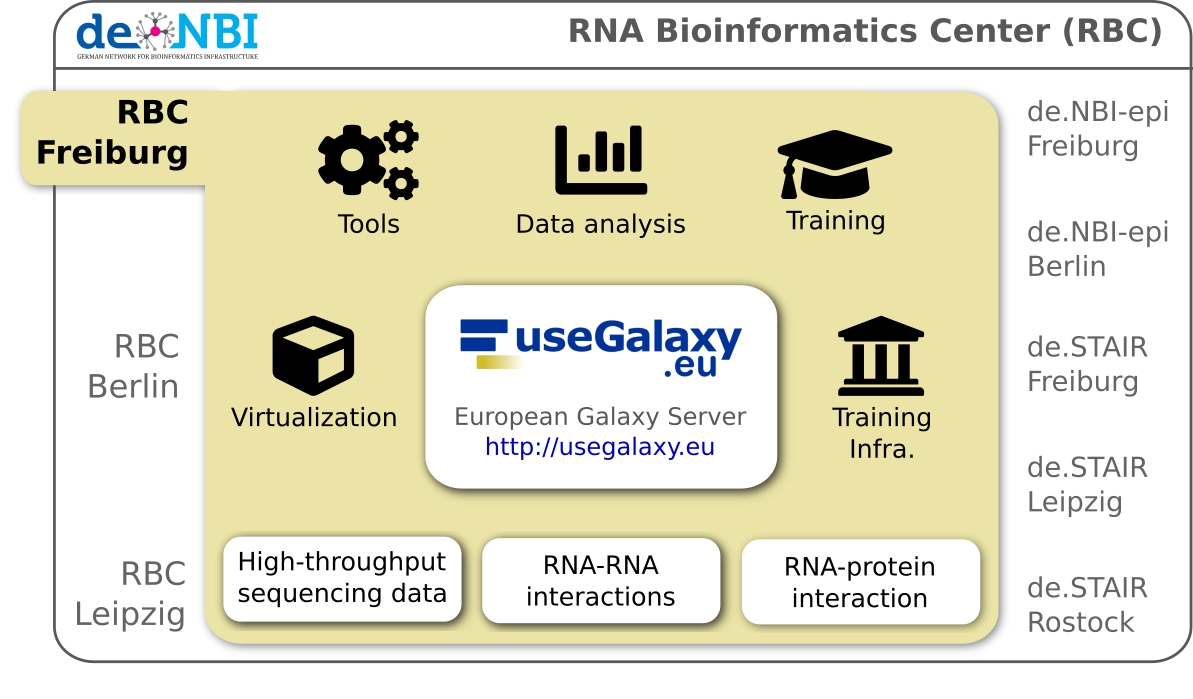 de.NBI
GERMAN NETWORK FOR BIOINFORMATICS INFRASTRUCTURE
RNA Bioinformatics Center (RBC)
RBC
Freiburg
RBC
Berlin
RBC
Leipzig
Tools
Data analysis
Training
Virtualization
useGalaxy
.eu
European Galaxy Server
http://usegalaxy.eu
Training
Infra.
High-throughput
sequencing data
RNA-RNA
interactions
RNA-protein
interaction
de.NBI-epi
Freiburg
de.NBI-epi
Berlin
de.STAIR
Freiburg
de.STAIR
Leipzig
de.STAIR
Rostock